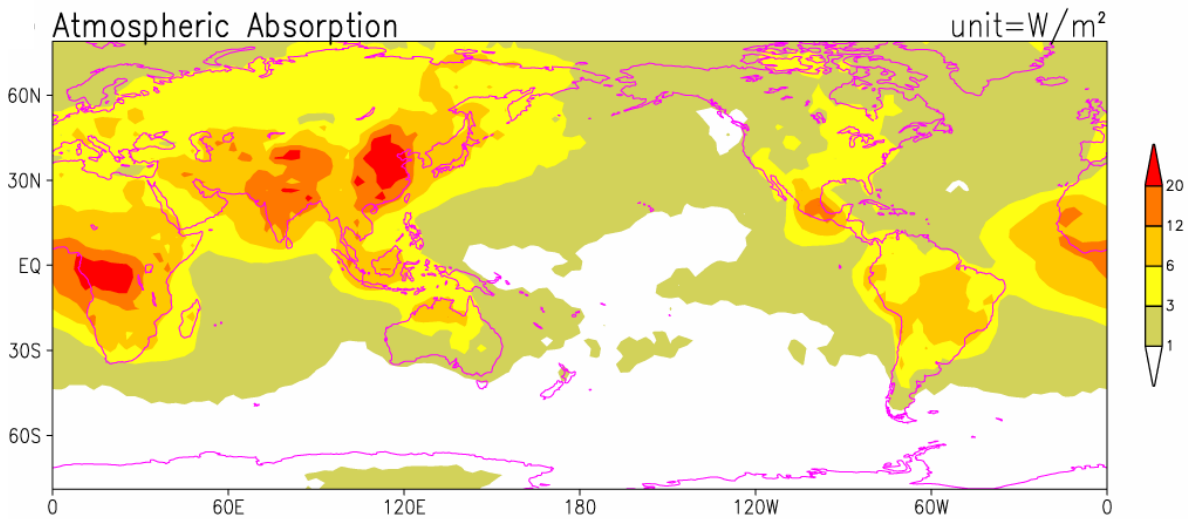 Atmospheric Absorption
unit=W/m²
60N
30N
EQ
30S
60S
0
60E
120E
180
120W
60W
0
20
12
6
3
1